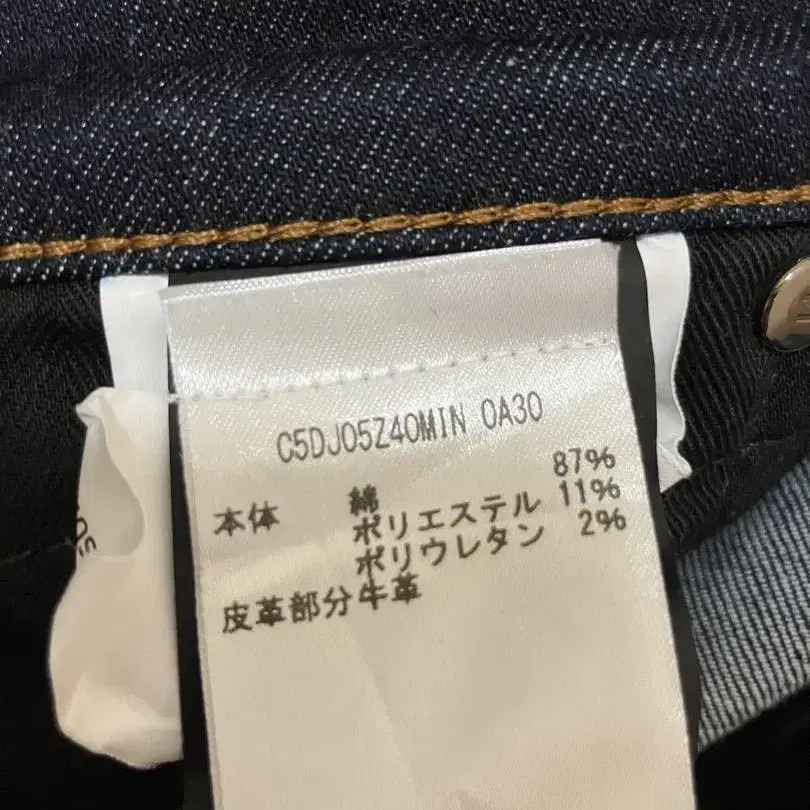 C5DJ05Z40MIN 0A30
本体 綿 87%
ポリエステル 11%
ポリウレタン 2%
皮革部分牛革